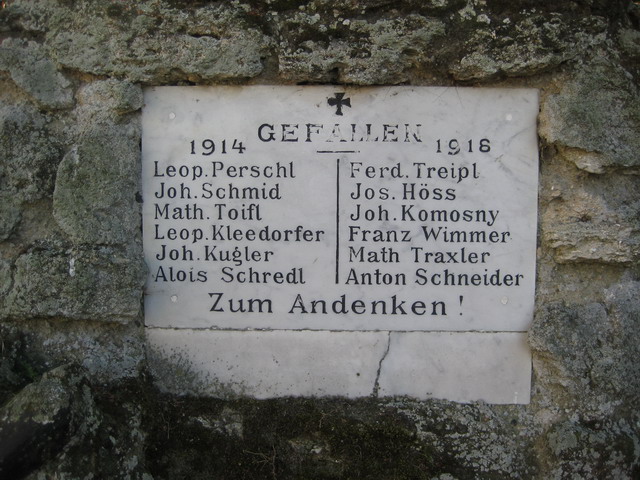 GEFALLEN
1914 1918
Leop. Perschl
Joh. Schmid
Math. Toifl
Leop. Kleedorfer
Joh. Kugler
Alois Schredl
Ferd. Treipl
Jos. Höss
Joh. Komosny
Franz Wimmer
Math Traxler
Anton Schneider
Zum Andenken !